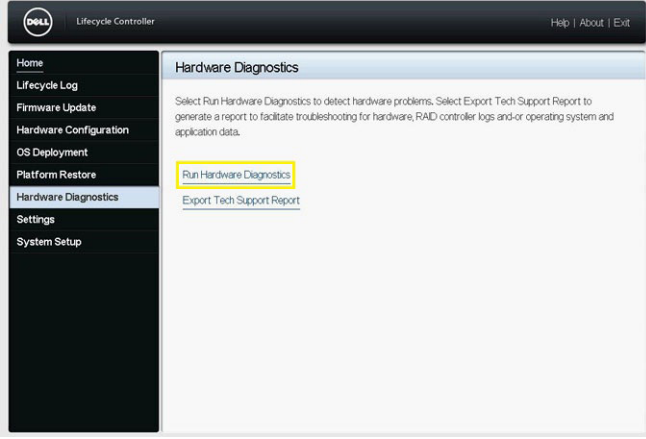 DELL
Lifecycle Controller
Help | About | Exit
Home
Lifecycle Log
Firmware Update
Hardware Configuration
OS Deployment
Platform Restore
Hardware Diagnostics
Settings
System Setup
Hardware Diagnostics
Select Run Hardware Diagnostics to detect hardware problems. Select Export Tech Support Report to
generate a report to facilitate troubleshooting for hardware, RAID controller logs and-or operating system and
application data.
Run Hardware Diagnostics
Export Tech Support Report